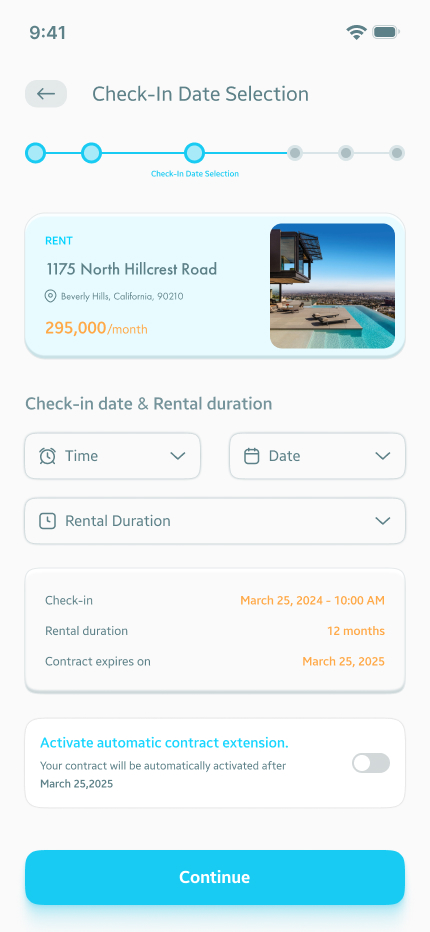 9:41
Check-In Date Selection
Check-In Date Selection
RENT
1175 North Hillcrest Road
Beverly Hills, California, 90210
295,000/month
Check-in date & Rental duration
Time
Date
Rental Duration
Check-in March 25, 2024 - 10:00 AM
Rental duration 12 months
Contract expires on March 25, 2025
Activate automatic contract extension.
Your contract will be automatically activated after
March 25,2025
Continue